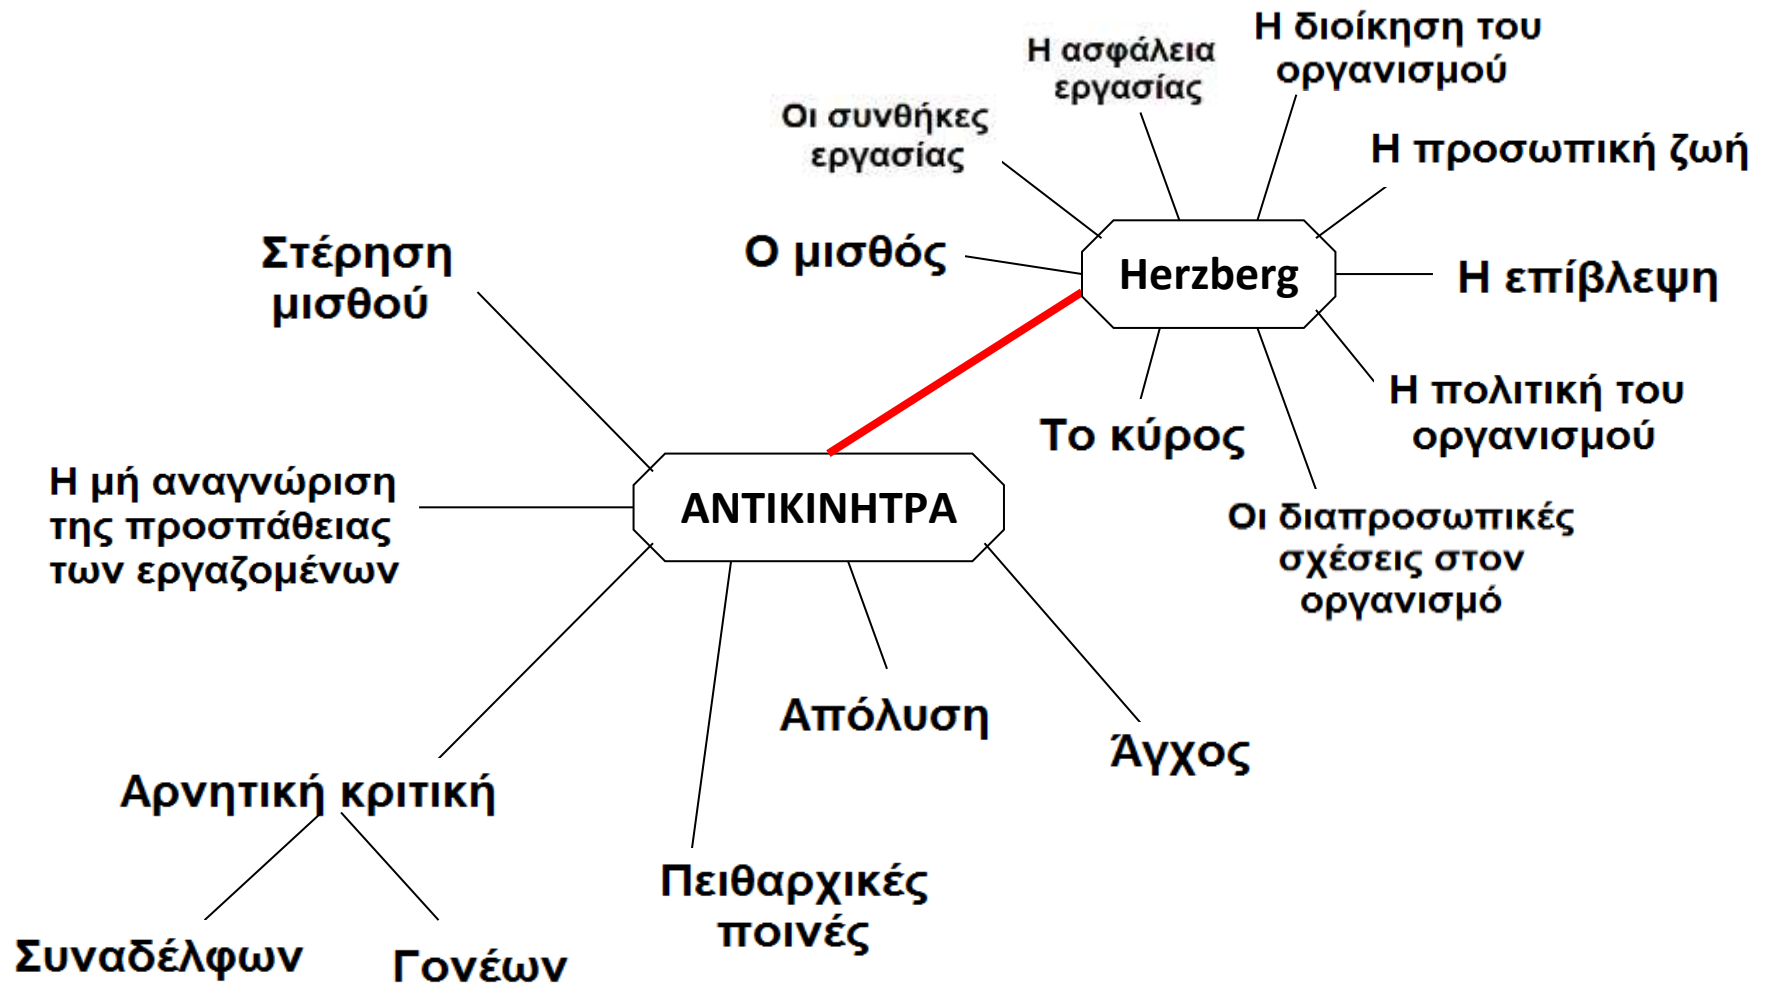 Η διοίκηση του
οργανισμού
Η ασφάλεια
εργασίας
Οι συνθήκες
εργασίας
Η προσωπική ζωή
Ο μισθός
Herzberg
Η επίβλεψη
Στέρηση
μισθού
Το κύρος
Η πολιτική του
οργανισμού
Η μή αναγνώριση
της προσπάθειας
των εργαζομένων
ΑΝΤΙΚΙΝΗΤΡΑ
Οι διαπροσωπικές
σχέσεις στον
οργανισμό
Απόλυση
Άγχος
Αρνητική κριτική
Πειθαρχικές
ποινές
Συναδέλφων
Γονέων